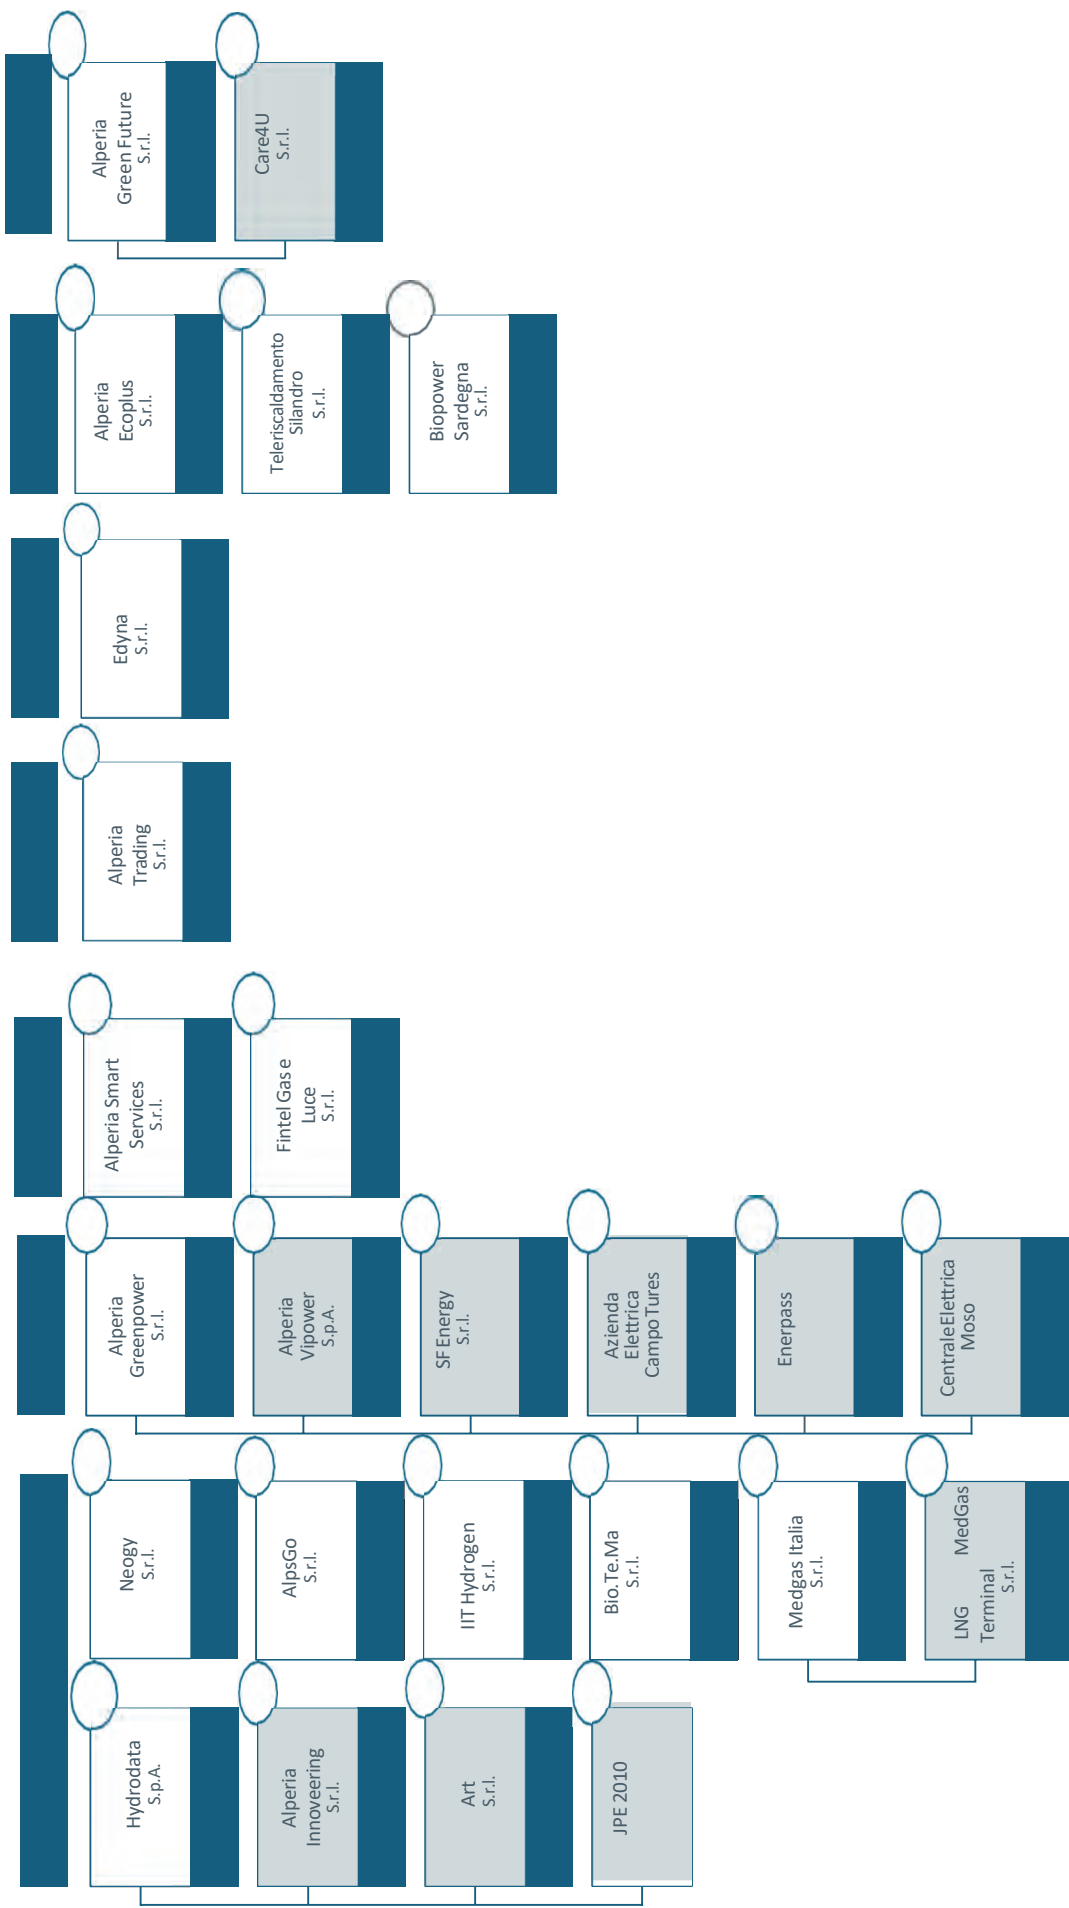 Hydrodata
S.p.A.
Alperia
Innoveering
S.r.l.
Art
S.r.l.
JPE 2010
Neogy
S.r.l.
AlpsGo
S.r.l.
IIT Hydrogen
S.r.l.
Bio.Te.Ma
S.r.l.
Medgas Italia
S.r.l.
LNG MedGas
Terminal
S.r.l.
Alperia
Greenpower
S.r.l.
Alperia
Vipower
S.p.A.
SF Energy
S.r.l.
Azienda
Elettrica
Campo Tures
Enerpass
Centrale Elettrica
Moso
Alperia Smart
Services
S.r.l.
Fintel Gas e
Luce
S.r.l.
Alperia
Trading
S.r.l.
Edyna
S.r.l.
Alperia
Ecoplus
S.r.l.
Teleriscaldamento
Silandro
S.r.l.
Biopower
Sardegna
S.r.l.
Alperia
Green Future
S.r.l.
Care4U
S.r.l.